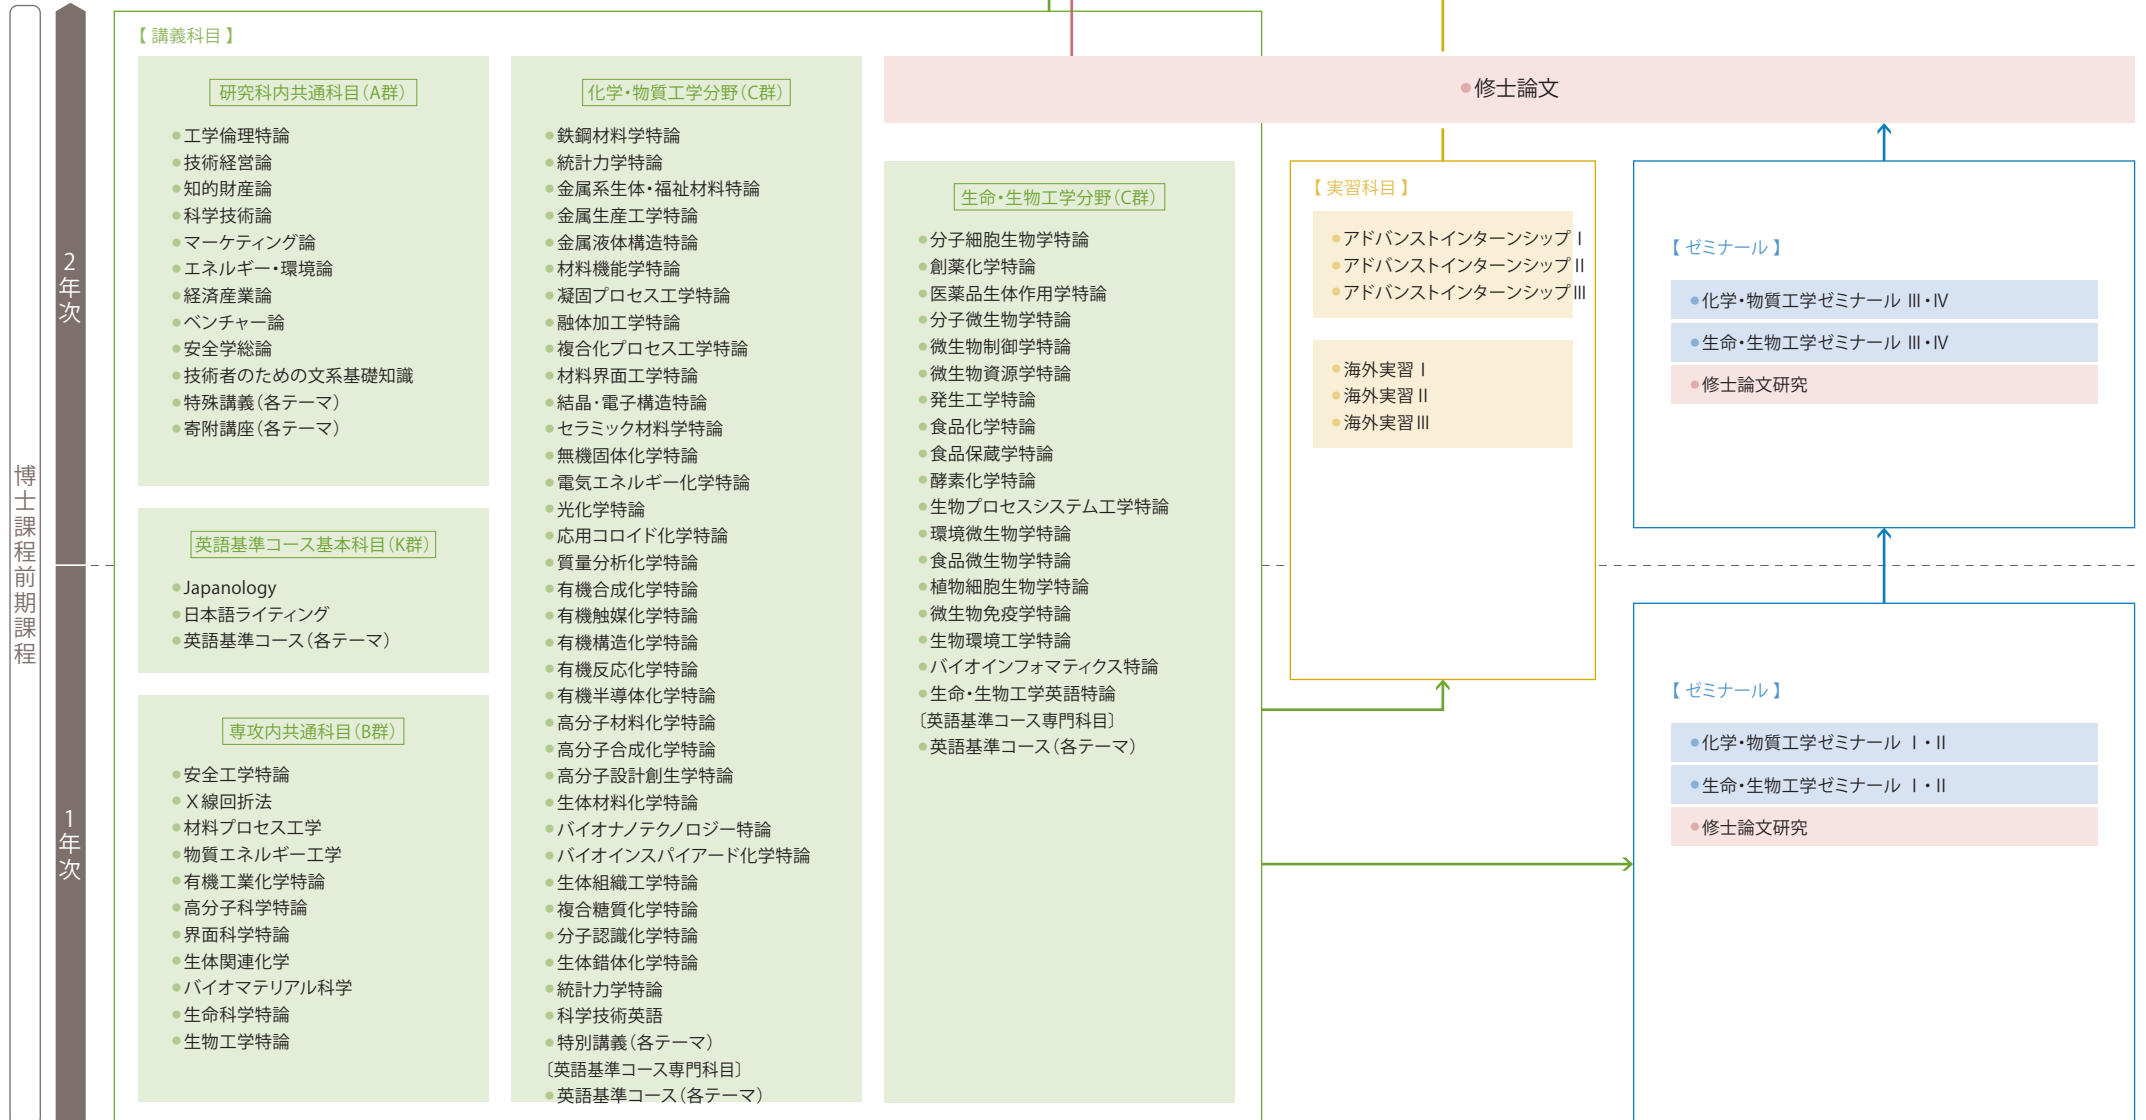 博士課程前期課程
2年次
1年次
【 講義科目 】
研究科内共通科目(A群)
●工学倫理特論
●技術経営論
●知的財産論
●科学技術論
●マーケティング論
●エネルギー・環境論
●経済産業論
●ベンチャー論
●安全学総論
●技術者のための文系基礎知識
●特殊講義(各テーマ)
●寄附講座(各テーマ)
英語基準コース基本科目(K群)
●Japanology
●日本語ライティング
●英語基準コース(各テーマ)
専攻内共通科目(B群)
●安全工学特論
●X線回折法
●材料プロセス工学
●物質エネルギー工学
●有機工業化学特論
●高分子科学特論
●界面科学特論
●生体関連化学
●バイオマテリアル科学
●生命科学特論
●生物工学特論
化学・物質工学分野(C群)
●鉄鋼材料学特論
●統計力学特論
●金属系生体・福祉材料特論
●金属生産工学特論
●金属液体構造特論
●材料機能学特論
●凝固プロセス工学特論
●融体加工学特論
●複合化プロセス工学特論
●材料界面工学特論
●結晶・電子構造特論
●セラミック材料学特論
●無機固体化学特論
●電気エネルギー化学特論
●光化学特論
●応用コロイド化学特論
●質量分析化学特論
●有機合成化学特論
●有機触媒化学特論
●有機構造化学特論
●有機反応化学特論
●有機半導体化学特論
●高分子材料化学特論
●高分子合成化学特論
●高分子設計創生学特論
●生体材料化学特論
●バイオナノテクノロジー特論
●バイオインスパイアード化学特論
●生体組織工学特論
●複合糖質化学特論
●分子認識化学特論
●生体錯体化学特論
●統計力学特論
●科学技術英語
●特別講義(各テーマ)
〔英語基準コース専門科目〕
●英語基準コース(各テーマ)
●修士論文
生命・生物工学分野(C群)
●分子細胞生物学特論
●創薬化学特論
●医薬品生体作用学特論
●分子微生物学特論
●微生物制御学特論
●微生物資源学特論
●発生工学特論
●食品化学特論
●食品保蔵学特論
●酵素化学特論
●生物プロセスシステム工学特論
●環境微生物学特論
●食品微生物学特論
●植物細胞生物学特論
●微生物免疫学特論
●生物環境工学特論
●バイオインフォマティクス特論
●生命・生物工学英語特論
〔英語基準コース専門科目〕
●英語基準コース(各テーマ)
【 実習科目 】
●アドバンストインターンシップ I
●アドバンストインターンシップ II
●アドバンストインターンシップ III
●海外実習 I
●海外実習 II
●海外実習 III
【 ゼミナール 】
●化学・物質工学ゼミナール III・IV
●生命・生物工学ゼミナール III・IV
●修士論文研究
【 ゼミナール 】
●化学・物質工学ゼミナール I・II
●生命・生物工学ゼミナール I・II
●修士論文研究